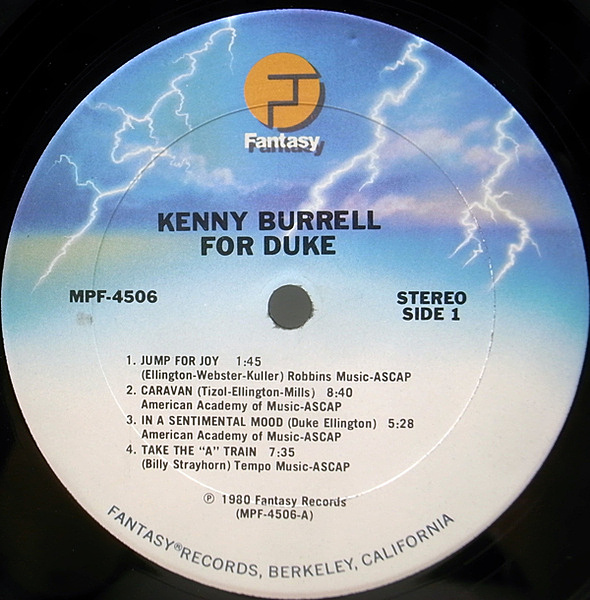 Fantasy
KENNY BURRELL
FOR DUKE
MPF-4506
STEREO
SIDE 1
1. JUMP FOR JOY 1:45
(Ellington-Webster-Kuller) Robbins Music-ASCAP
2. CARAVAN (Tizol-Ellington-Mills) 8:40
American Academy of Music-ASCAP
3. IN A SENTIMENTAL MOOD (Duke Ellington) 5:28
American Academy of Music-ASCAP
4. TAKE THE “A” TRAIN 7:35
(Billy Strayhorn) Tempo Music-ASCAP
℗ 1980 Fantasy Records
(MPF-4506-A)
FANTASY®RECORDS, BERKELEY, CALIFORNIA